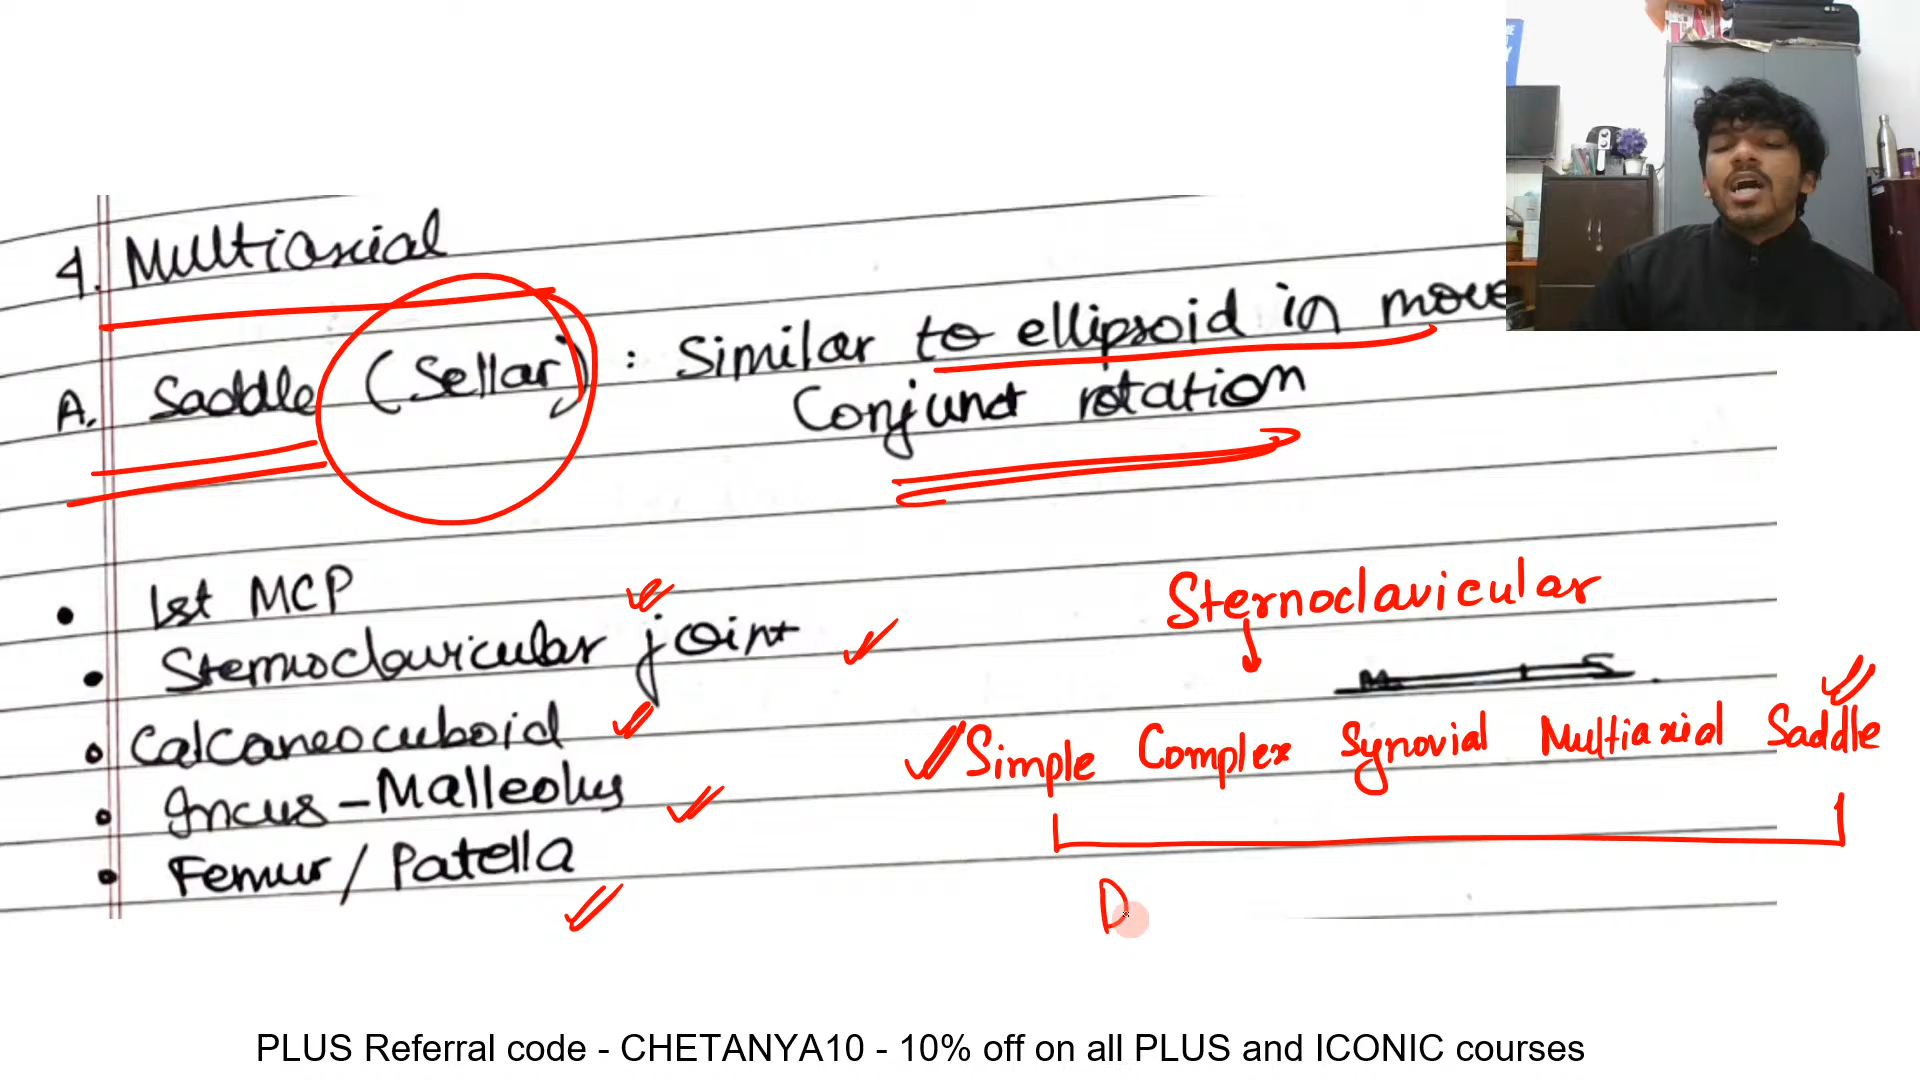 4. Multiaxial
A. Saddle (Sellar) : Similar to ellipsoid in move
Conjunct rotation
• 1st MCP
• Sternoclavicular joint
• Calcaneocuboid
• Incus - Malleolus
• Femur / Patella
Sternoclavicular
Simple Complex Synovial Multiaxial Saddle
D
PLUS Referral code - CHETANYA10 - 10% off on all PLUS and ICONIC courses